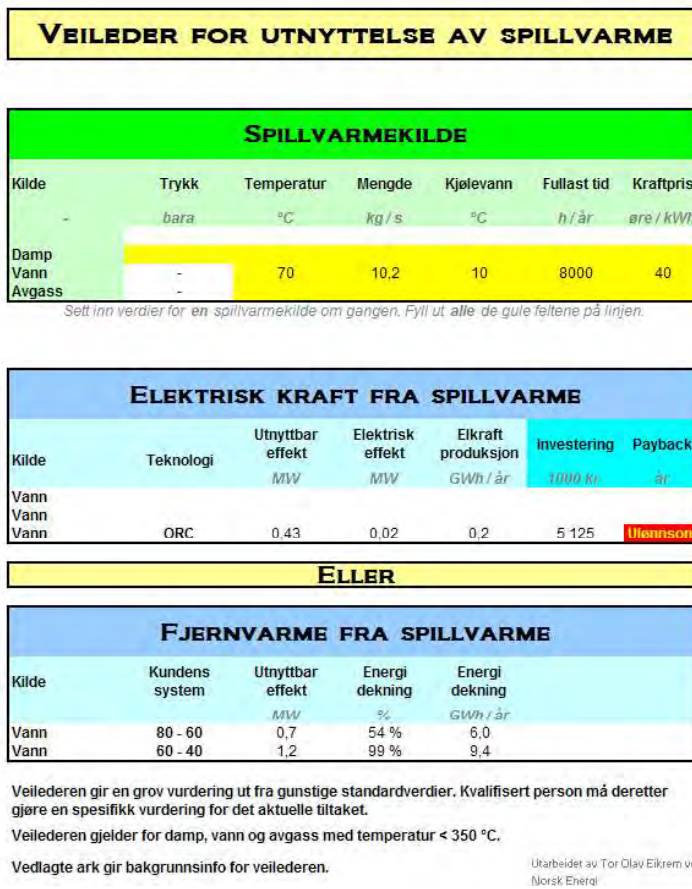 VEILEDER FOR UTNYTTELSE AV SPILLVARME
SPILLVARMEKILDE
Kilde Trykk Temperatur Mengde Kjølevann Fullast tid Kraftpris
- bara °C kg / s °C h / år øre / kWh
Damp
Vann - 70 10,2 10 8000 40
Avgass -
Sett inn verdier for en spillvarmekilde om gangen. Fyll ut alle de gule feltene på linjen.
ELEKTRISK KRAFT FRA SPILLVARME
Kilde Teknologi Utnyttbar effekt Elektrisk effekt Elkraft produksjon Investering Payback
MW MW GWh / år 1000 kr år
Vann
Vann
Vann ORC 0,43 0,02 0,2 5 125 Ulønnsom
ELLER
FJERNVARME FRA SPILLVARME
Kilde Kundens system Utnyttbar effekt Energi dekning Energi dekning
MW % GWh / år
Vann 80 - 60 0,7 54 % 6,0
Vann 60 - 40 1,2 99 % 9,4
Veilederen gir en grov vurdering ut fra gunstige standardverdier. Kvalifisert person må deretter
gjøre en spesifikk vurdering for det aktuelle tiltaket.
Veilederen gjelder for damp, vann og avgass med temperatur < 350 °C.
Vedlagte ark gir bakgrunnsinfo for veilederen.
Utarbeidet av Tor Olav Eikrem v
Norsk Energi